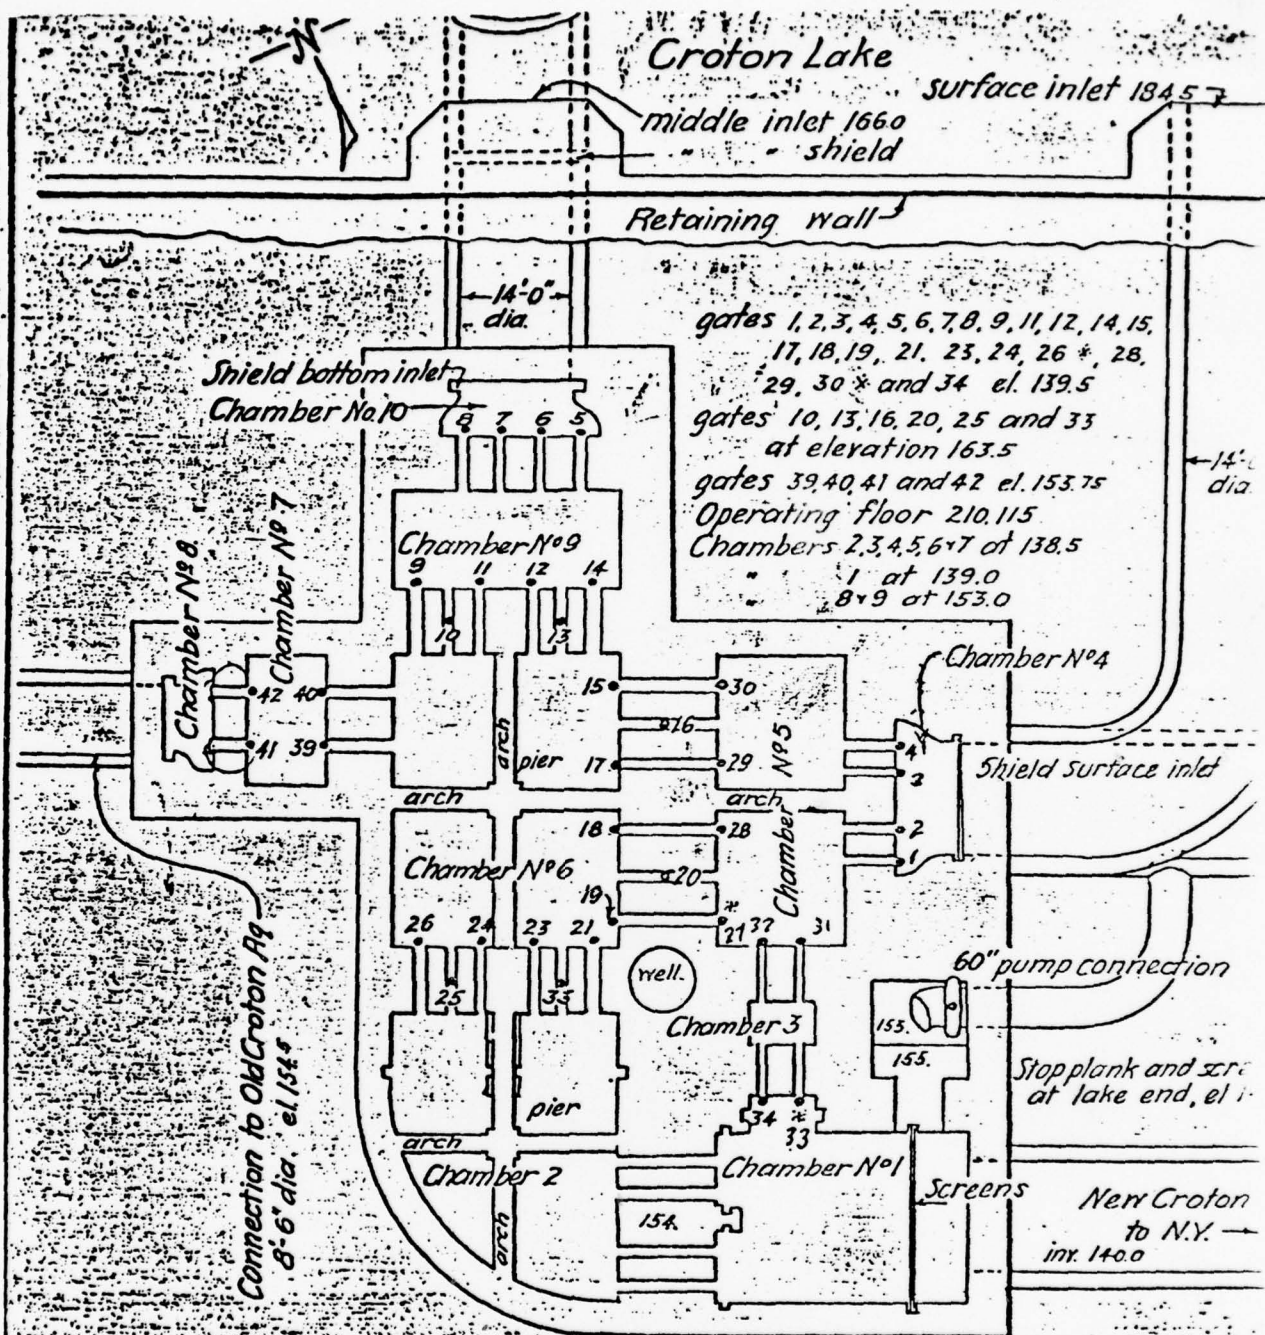 N
Croton Lake
surface inlet 184.5
middle inlet 166.0
" " shield
Retaining wall
14'-0"
dia.
gates 1, 2, 3, 4, 5, 6, 7, 8, 9, 11, 12, 14, 15,
17, 18, 19, 21, 23, 24, 26 *, 28,
" 29, 30 * and 34 el. 139.5
gates 10, 13, 16, 20, 25 and 33
at elevation 163.5
gates 39, 40, 41 and 42 el. 153.75
Operating floor 210.115
Chambers 2, 3, 4, 5, 6 & 7 at 138.5
" 1 at 139.0
" 8 & 9 at 153.0
Shield bottom inlet
Chamber No. 10
8 7 6 5
14'-
dia.
Chamber Nº 9
9 11 12 14
10 13
Chamber Nº 8
Chamber Nº 7
42 40
41 39
Chamber Nº 4
15 30
16
17 29
arch
pier
Chamber Nº 5
4
3
2
1
Shield surface inlet
arch
arch
18 28
Chamber Nº 6
20
19
*
27
26 24 23 21
37 31
25 33
well.
60" pump connection
Chamber 3
155.
155.
Stop plank and
at lake end, el
34 *
33
pier
arch
Chamber 2
arch
Chamber Nº 1
154.
Screens
New Croton
to N.Y.
inv. 140.0
Connection to Old Croton Aq
8'-6" dia. el. 154.5